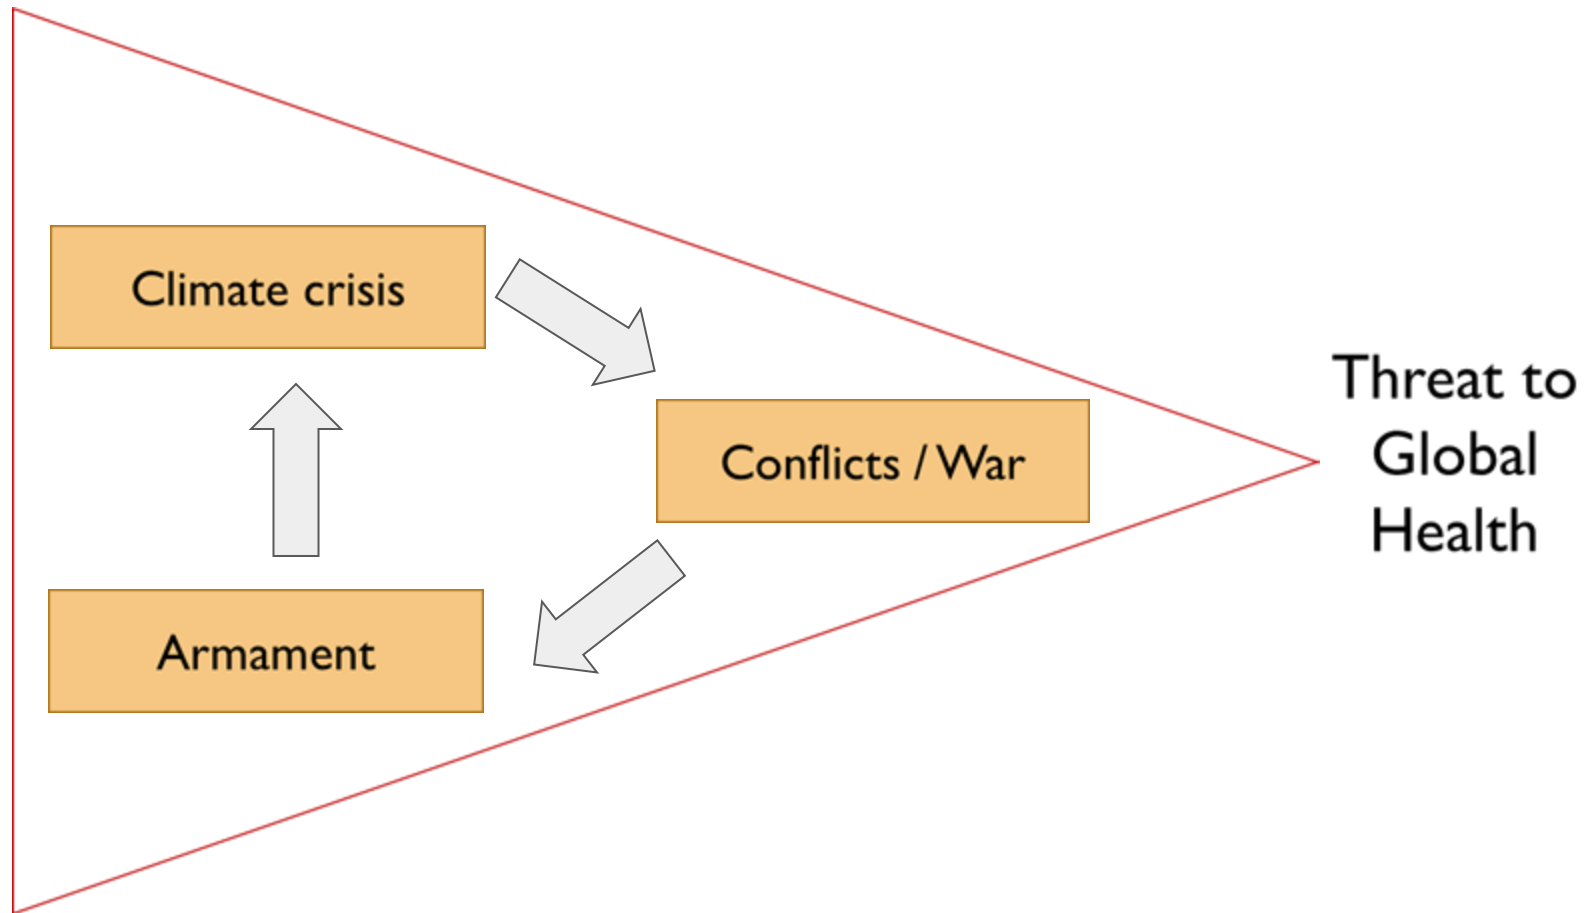 Climate crisis
Conflicts / War
Armament
Threat to
Global
Health